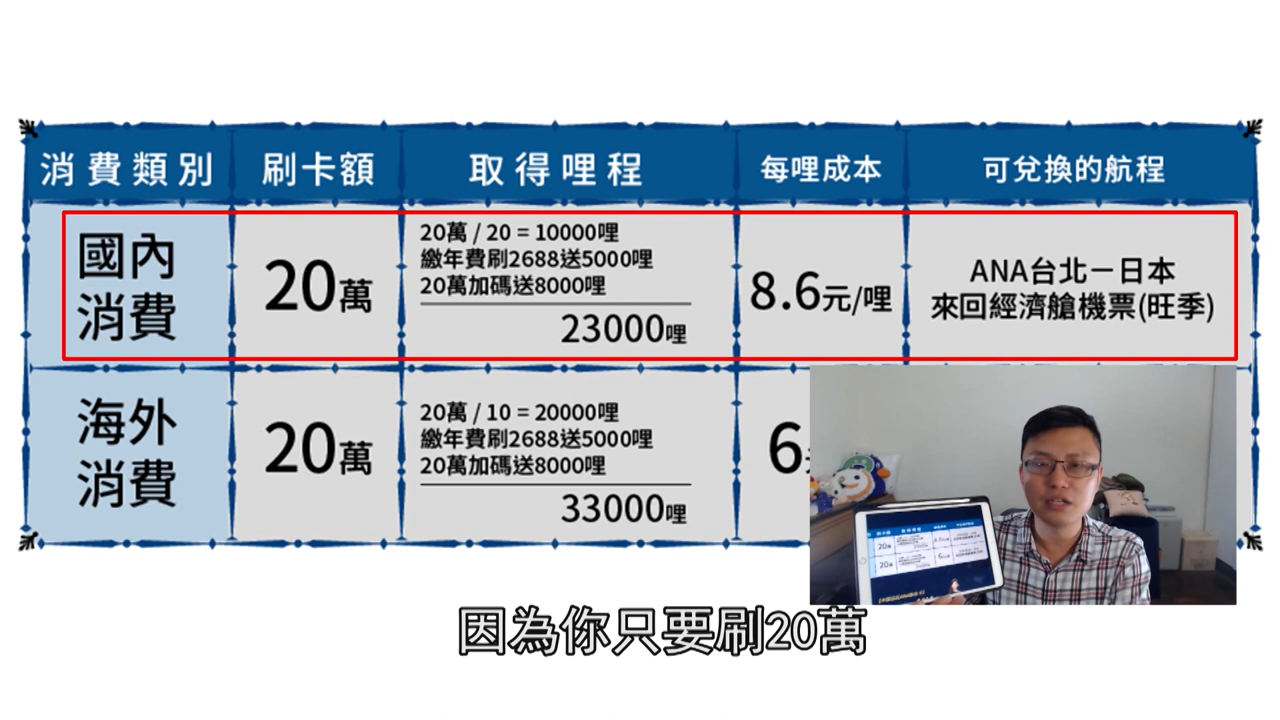 消費類別
刷卡額
取得哩程
每哩成本
可兌換的航程
國內
消費
20萬
20萬 / 20 = 10000哩
繳年費刷2688送5000哩
20萬加碼送8000哩
23000哩
8.6元/哩
ANA台北－日本
來回經濟艙機票(旺季)
海外
消費
20萬
20萬 / 10 = 20000哩
繳年費刷2688送5000哩
20萬加碼送8000哩
33000哩
6
因為你只要刷20萬